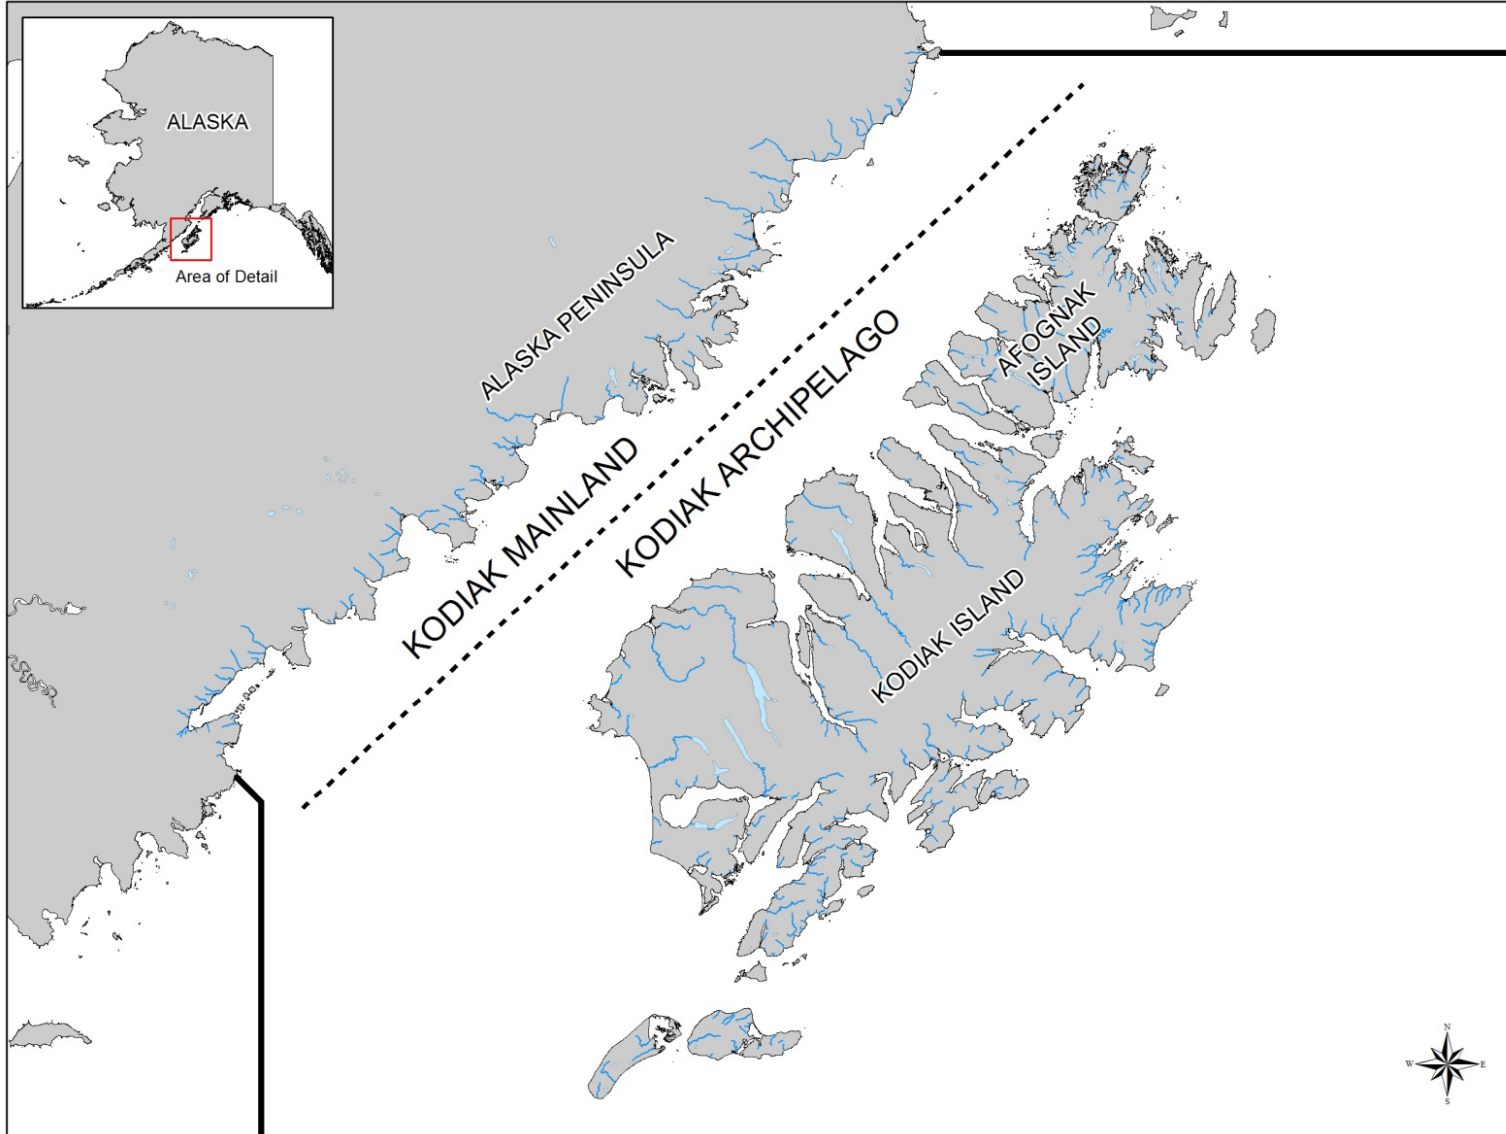 ALASKA
Area of Detail
ALASKA PENINSULA
KODIAK MAINLAND
KODIAK ARCHIPELAGO
AFOGNAK
ISLAND
KODIAK ISLAND
N
W
E
S